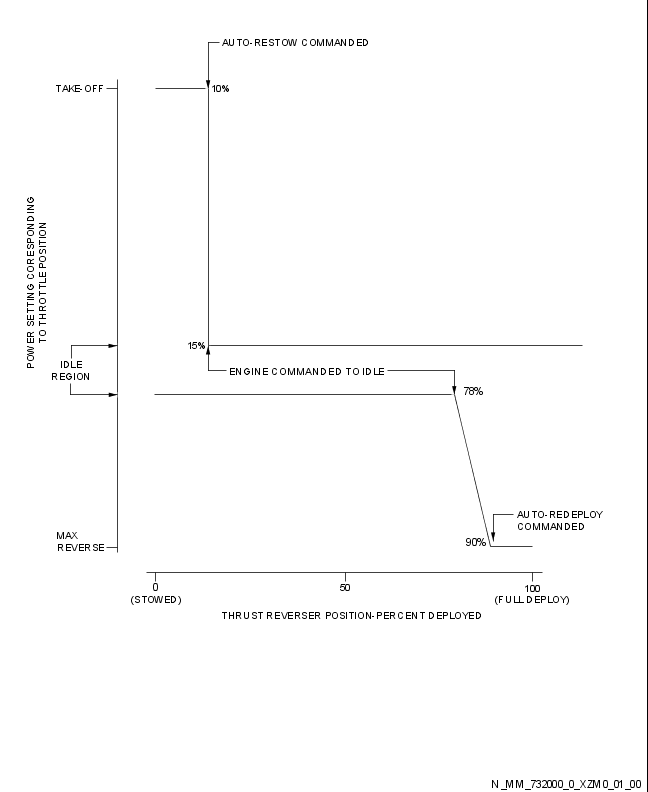 AUTO-RESTOW COMMANDED
TAKE-OFF
10%
POWER SETTING CORESPONDING
TO THROTTLE POSITION
15%
IDLE
REGION
ENGINE COMMANDED TO IDLE
78%
AUTO-REDEPLOY
COMMANDED
MAX
REVERSE
90%
0
50
100
(STOWED)
(FULL DEPLOY)
THRUST REVERSER POSITION-PERCENT DEPLOYED
N_MM_732000_0_XZM0_01_00